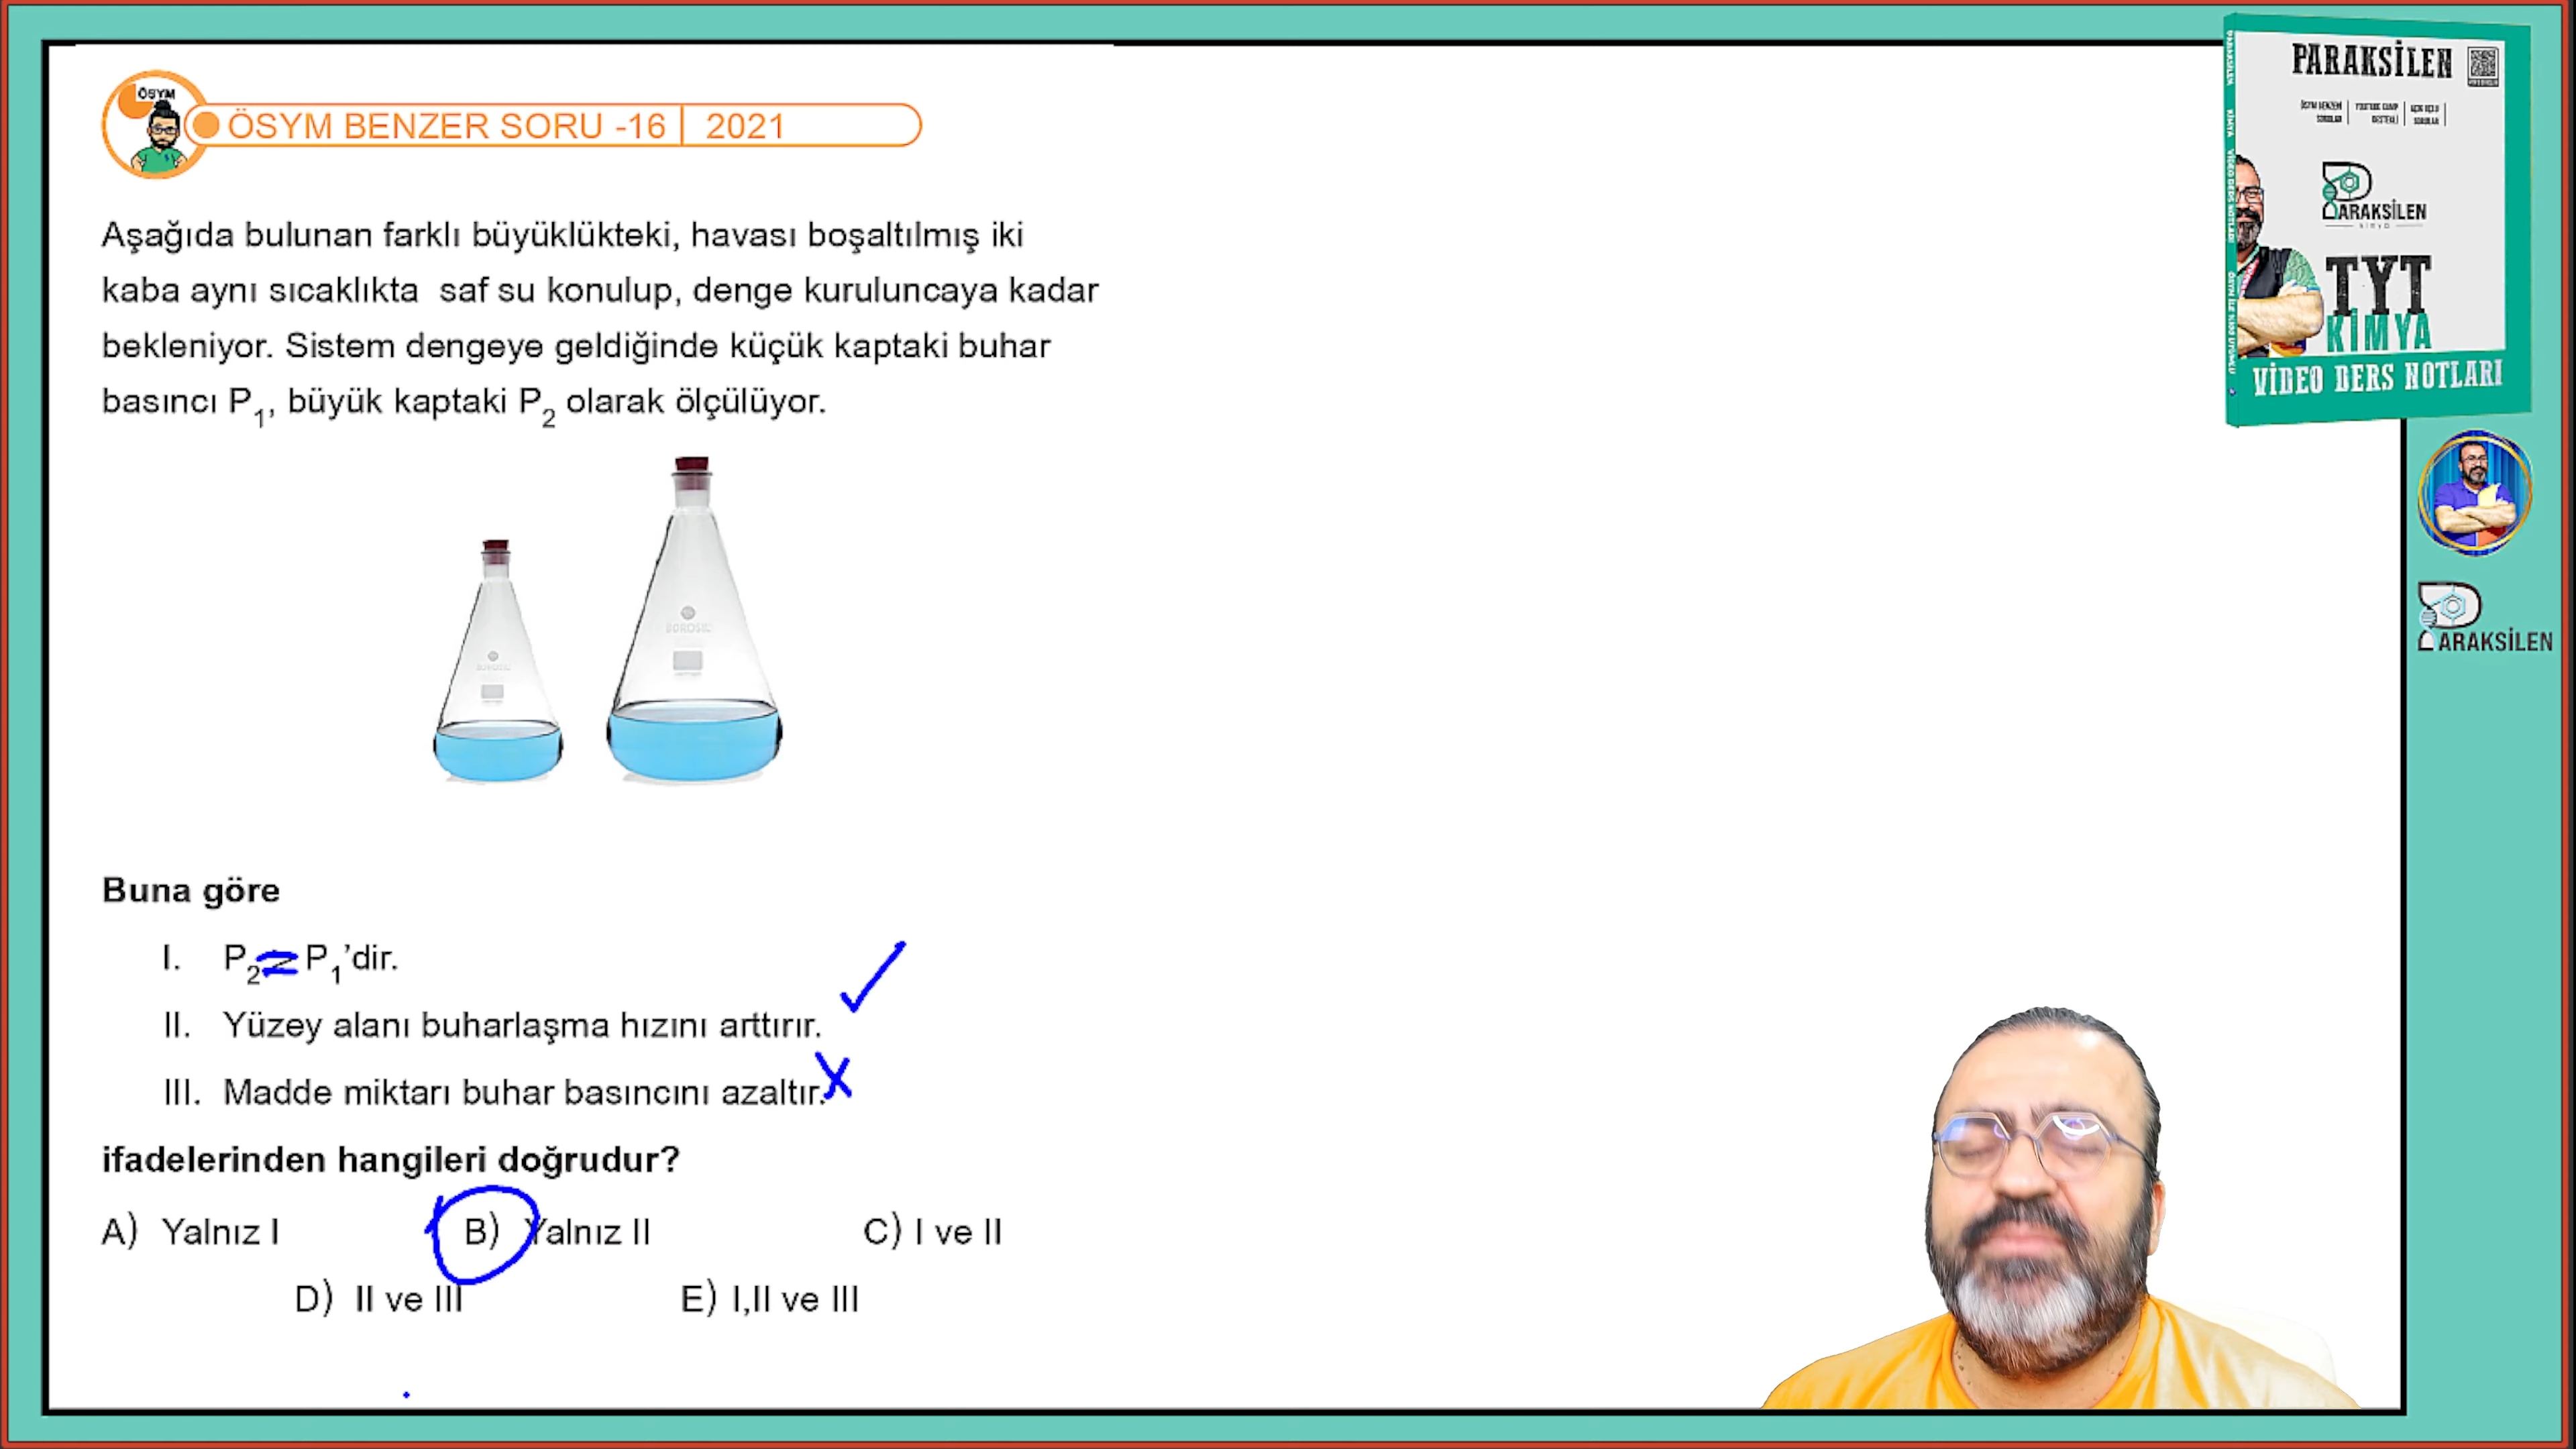 ÖSYM
ÖSYM BENZER SORU -16 | 2021
Aşağıda bulunan farklı büyüklükteki, havası boşaltılmış iki
kaba aynı sıcaklıkta saf su konulup, denge kuruluncaya kadar
bekleniyor. Sistem dengeye geldiğinde küçük kaptaki buhar
basıncı P₁, büyük kaptaki P₂ olarak ölçülüyor.
Buna göre
I. P₂ = P₁'dir.
II. Yüzey alanı buharlaşma hızını arttırır. ✓
III. Madde miktarı buhar basıncını azaltır. X
ifadelerinden hangileri doğrudur?
A) Yalnız I B) Yalnız II C) I ve II
D) II ve III E) I,II ve III
PARAKSİLEN
PARAKSİLEN
TYT
KİMYA
VİDEO DERS NOTLARI
PARAKSİLEN